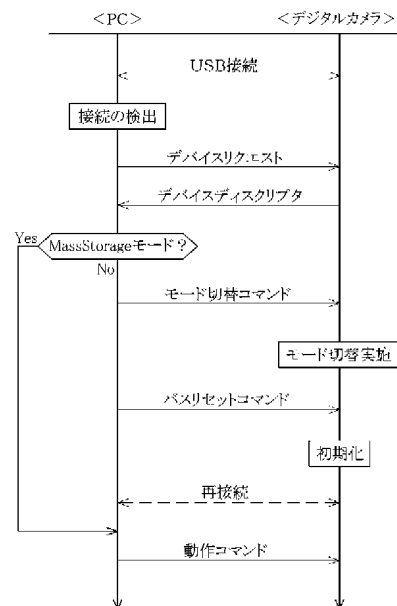 <PC>
<デジタルカメラ>
USB接続
接続の検出
デバイスリクエスト
デバイスディスクリプタ
Yes
MassStorageモード？
No
モード切替コマンド
モード切替実施
バスリセットコマンド
初期化
再接続
動作コマンド